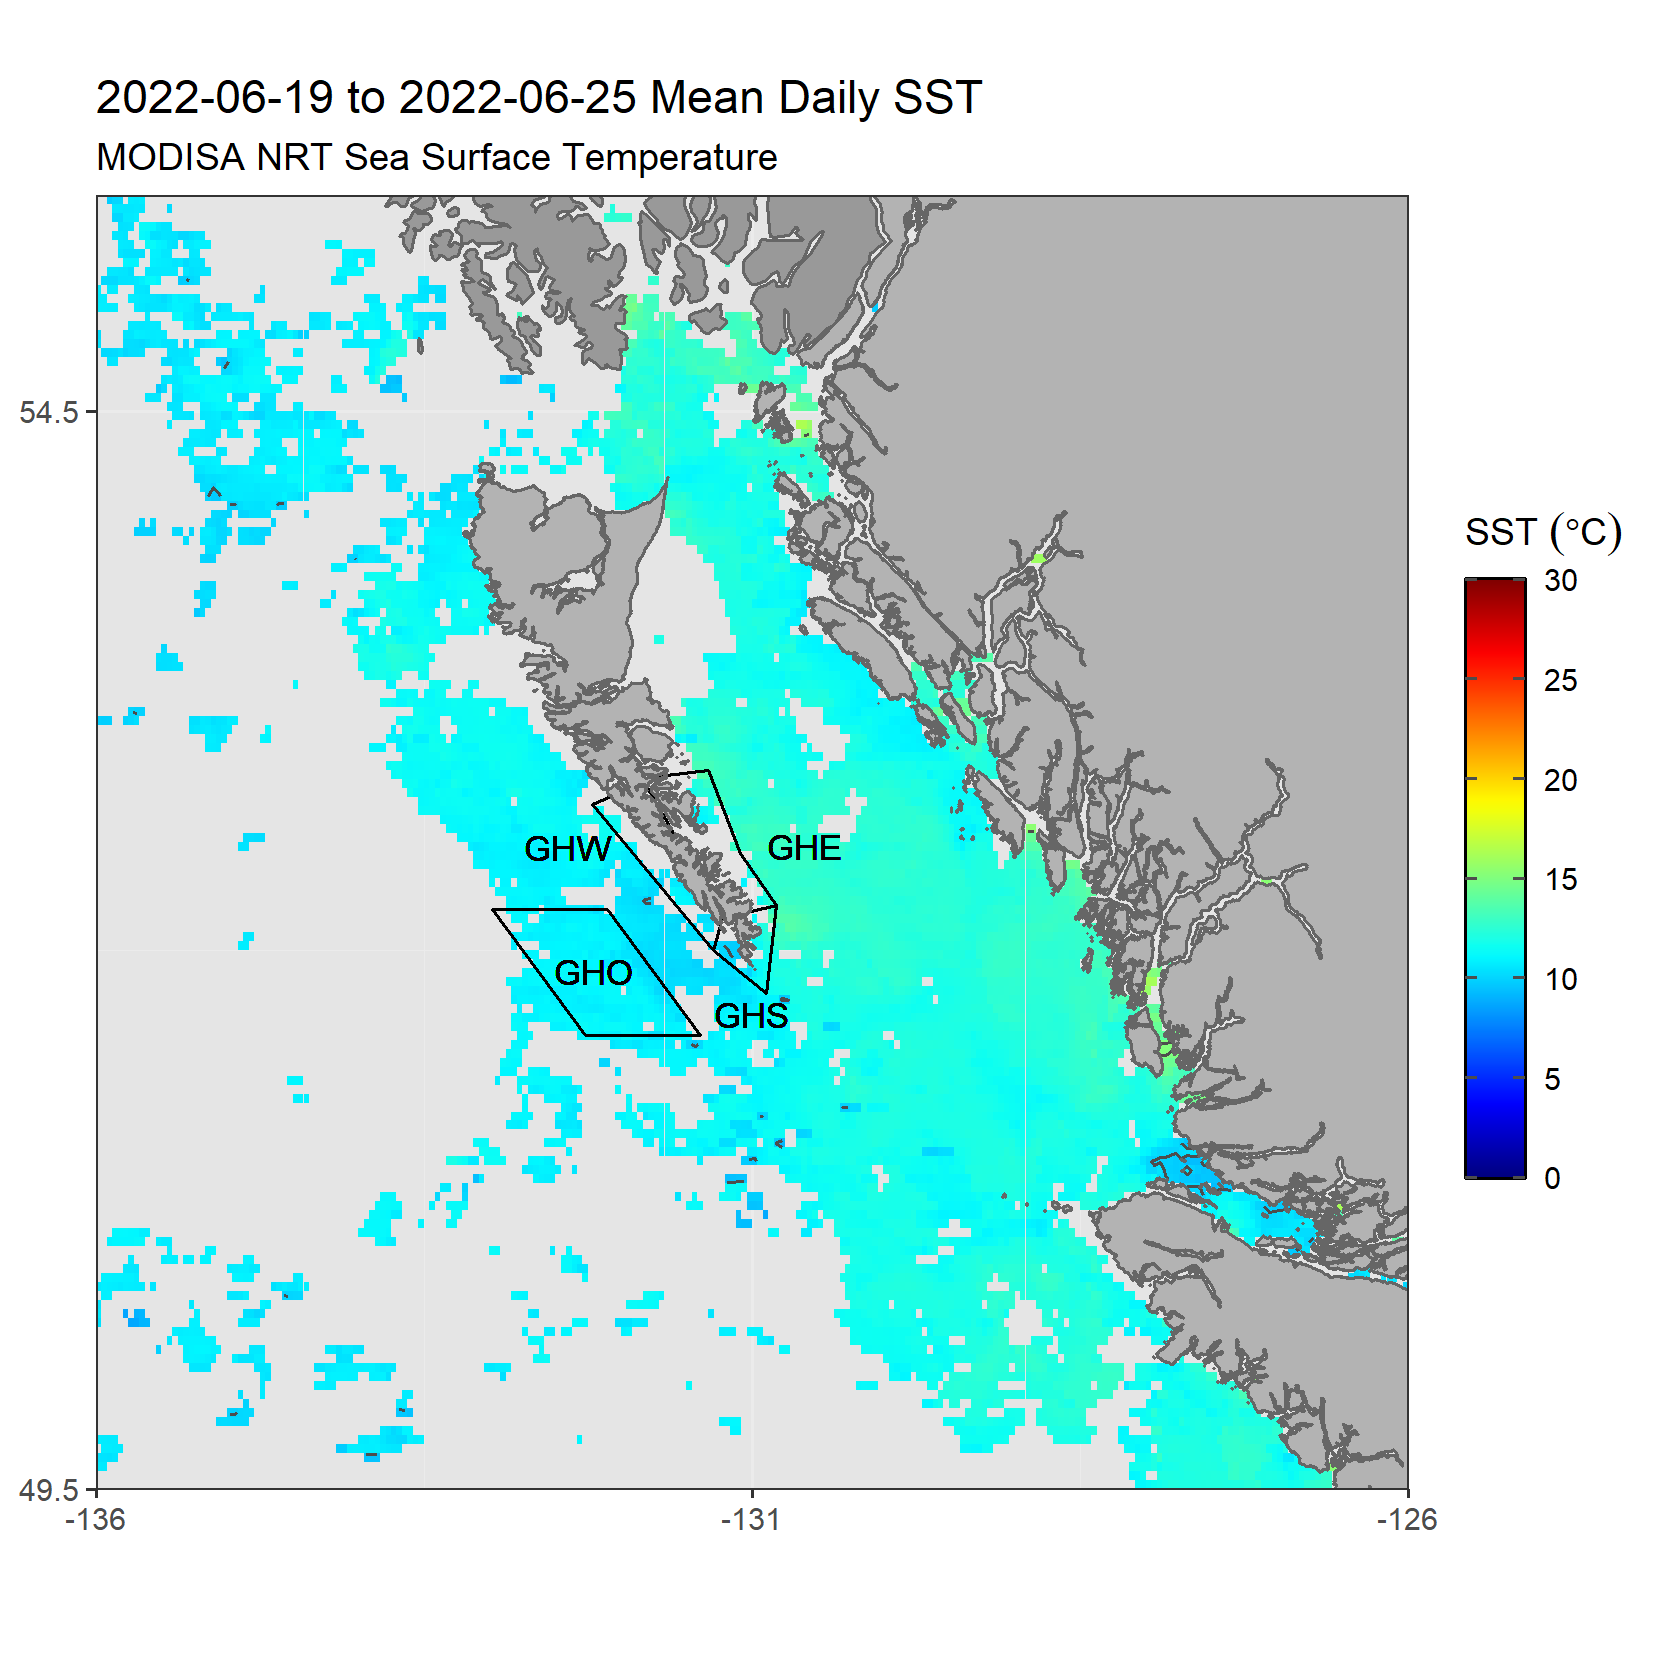 2022-06-19 to 2022-06-25 Mean Daily SST
MODISA NRT Sea Surface Temperature
54.5
49.5
-136
-131
-126
GHW
GHE
GHO
GHS
SST (°C)
30
25
20
15
10
5
0